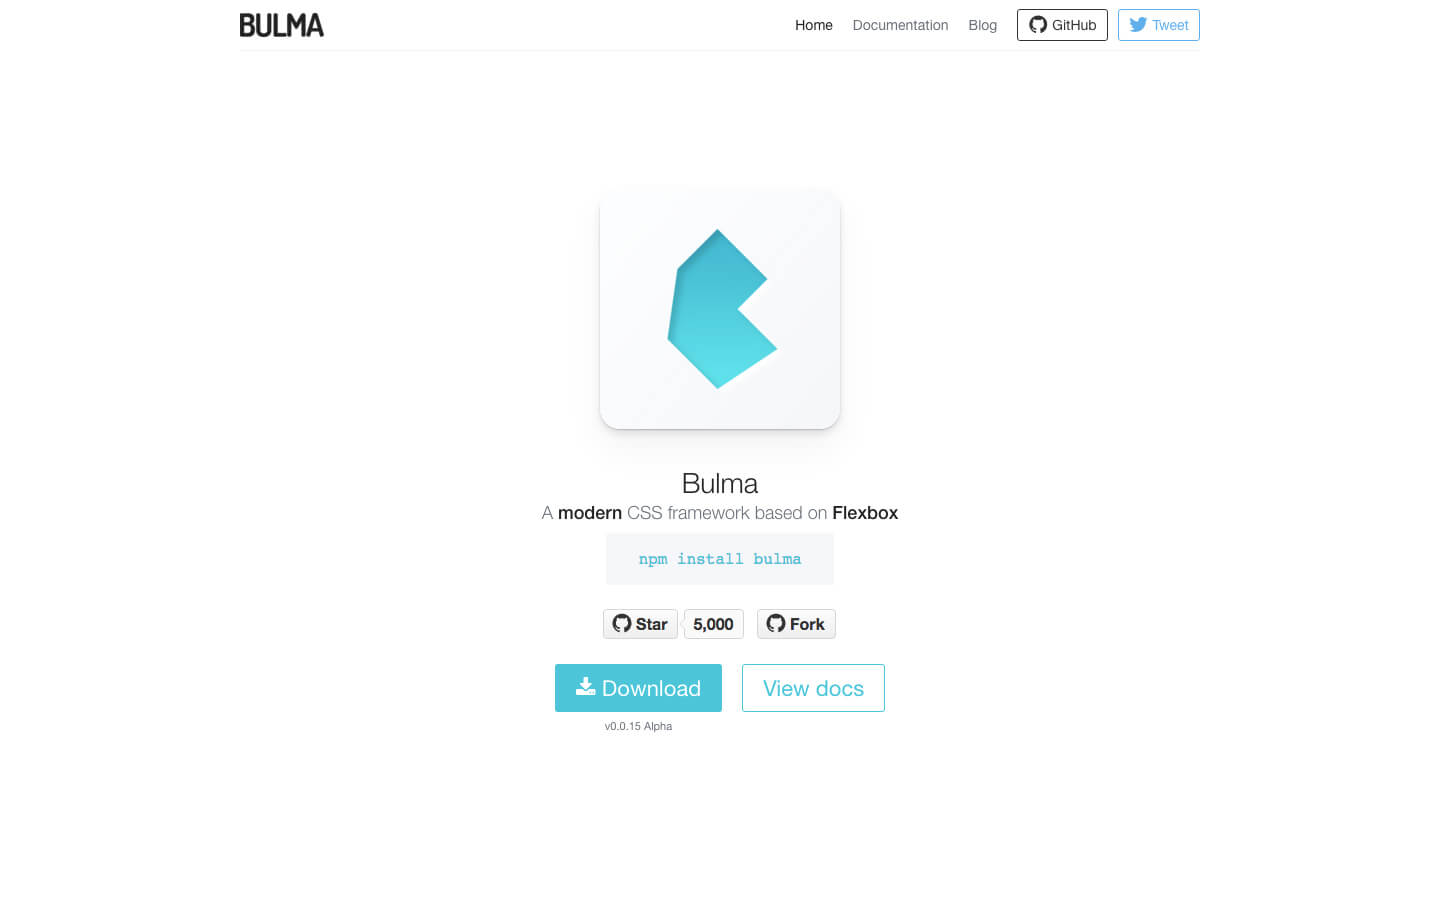 BULMA Home Documentation Blog GitHub Tweet
Bulma
A modern CSS framework based on Flexbox
npm install bulma
Star 5,000 Fork
Download View docs
v0.0.15 Alpha